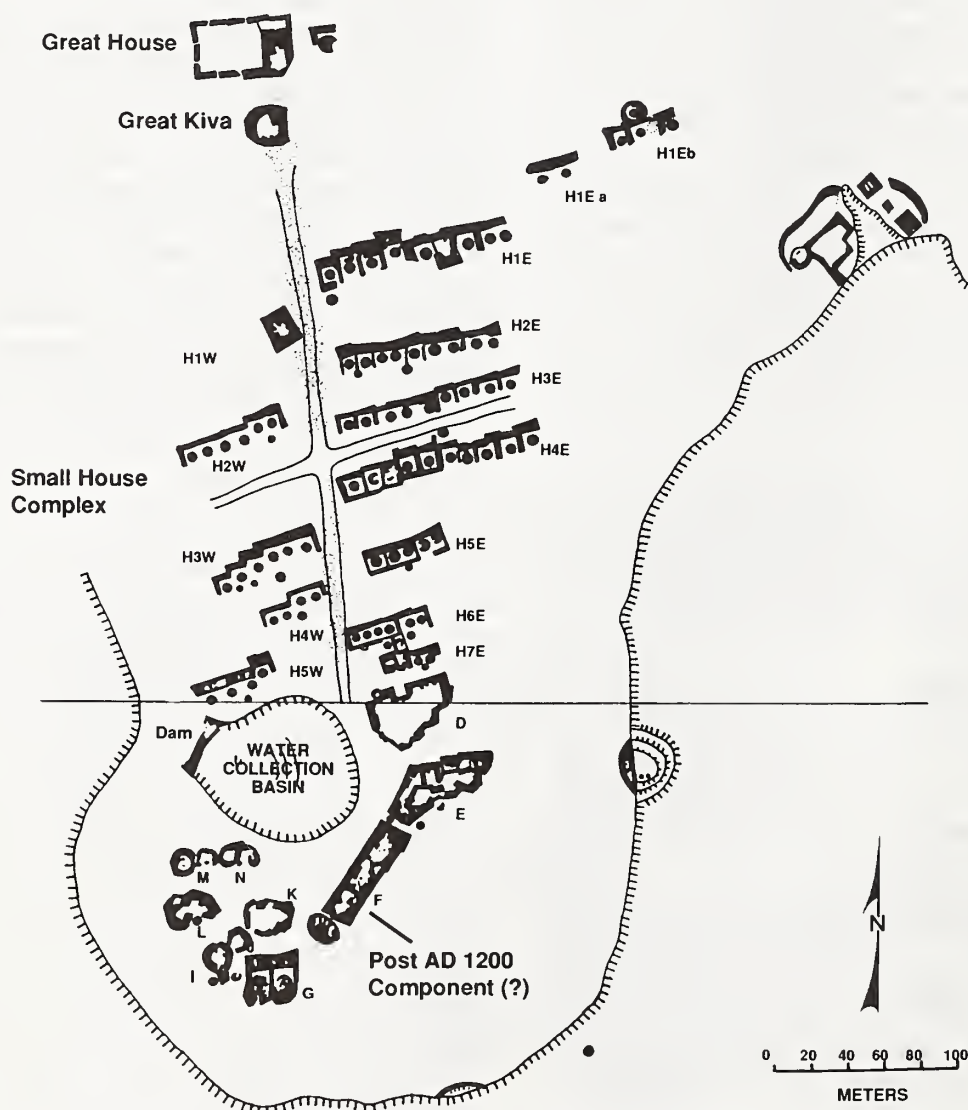 Great House
Great Kiva
H1Eb
H1E a
H1E
H1W
H2E
H3E
H2W
H4E
Small House
Complex
H3W
H5E
H4W
H6E
H7E
H5W
Dam
D
WATER
COLLECTION
BASIN
E
M N
K
F
L
Post AD 1200
Component (?)
I
G
N
0 20 40 60 80 100
METERS